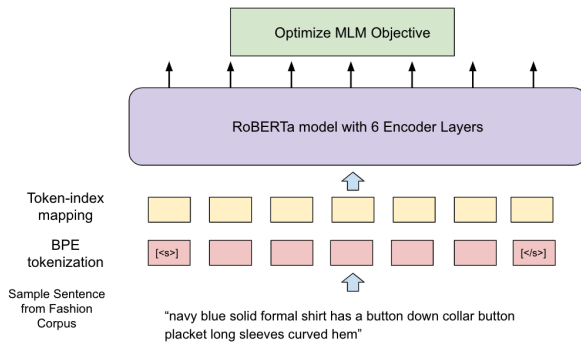 Optimize MLM Objective
RoBERTa model with 6 Encoder Layers
Token-index
mapping
BPE
tokenization
[<s>]
[</s>]
Sample Sentence
from Fashion
Corpus
“navy blue solid formal shirt has a button down collar button
placket long sleeves curved hem”